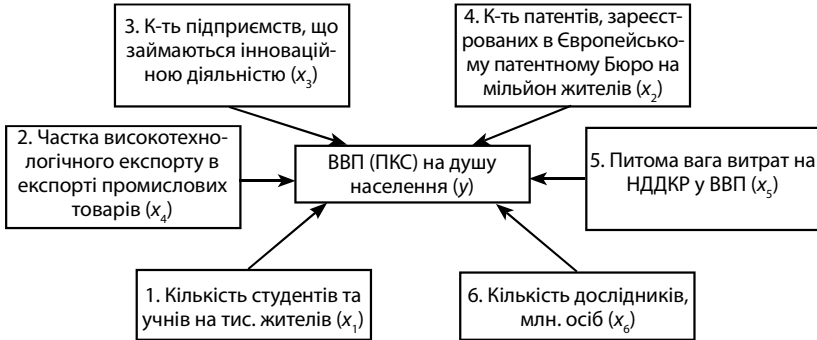 3. К-ть підприємств, що
займаються інновацій-
ною діяльністю (x₃)
4. К-ть патентів, зареєст-
рованих в Європейсько-
му патентному Бюро на
мільйон жителів (x₂)
2. Частка високотехно-
логічного експорту в
експорті промислових
товарів (x₄)
ВВП (ПКС) на душу
населення (y)
5. Питома вага витрат на
НДДКР у ВВП (x₅)
1. Кількість студентів та
учнів на тис. жителів (x₁)
6. Кількість дослідників,
млн. осіб (x₆)